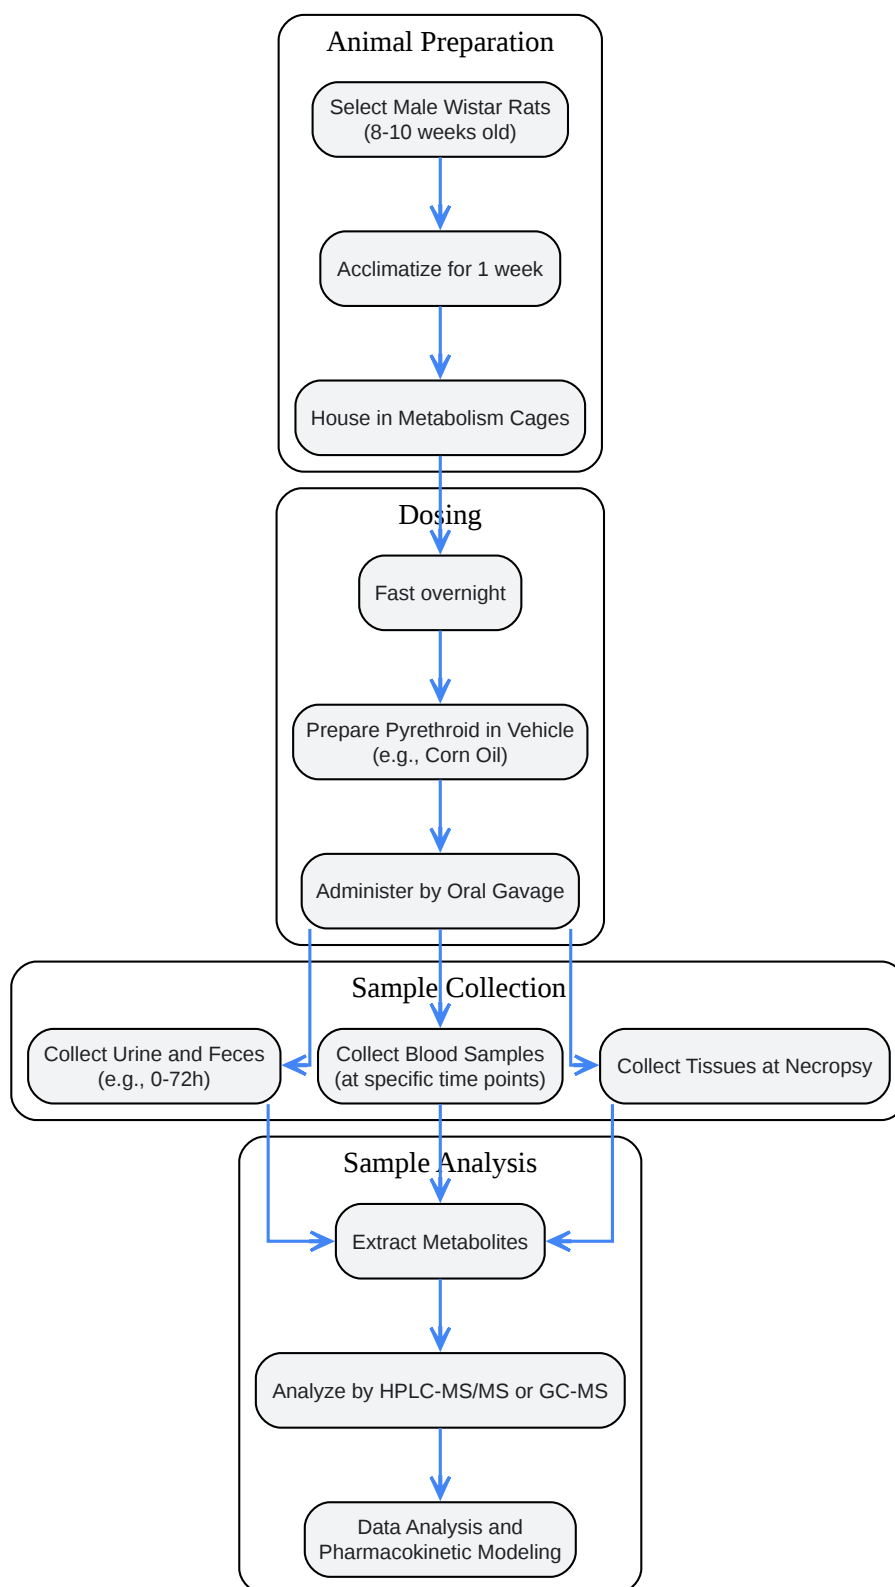 Animal Preparation
Select Male Wistar Rats
(8-10 weeks old)
Acclimatize for 1 week
House in Metabolism Cages
Dosing
Fast overnight
Prepare Pyrethroid in Vehicle
(e.g., Corn Oil)
Administer by Oral Gavage
Sample Collection
Collect Urine and Feces
(e.g., 0-72h)
Collect Blood Samples
(at specific time points)
Collect Tissues at Necropsy
Sample Analysis
Extract Metabolites
Analyze by HPLC-MS/MS or GC-MS
Data Analysis and
Pharmacokinetic Modeling